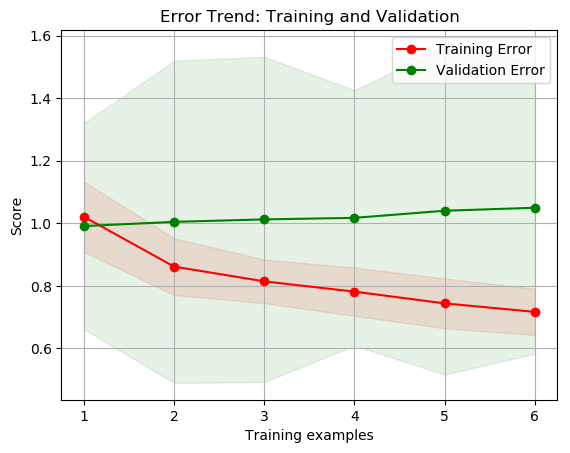 Error Trend: Training and Validation
1.6
1.4
1.2
1.0
0.8
0.6
Score
Training Error
Validation Error
1 2 3 4 5 6
Training examples